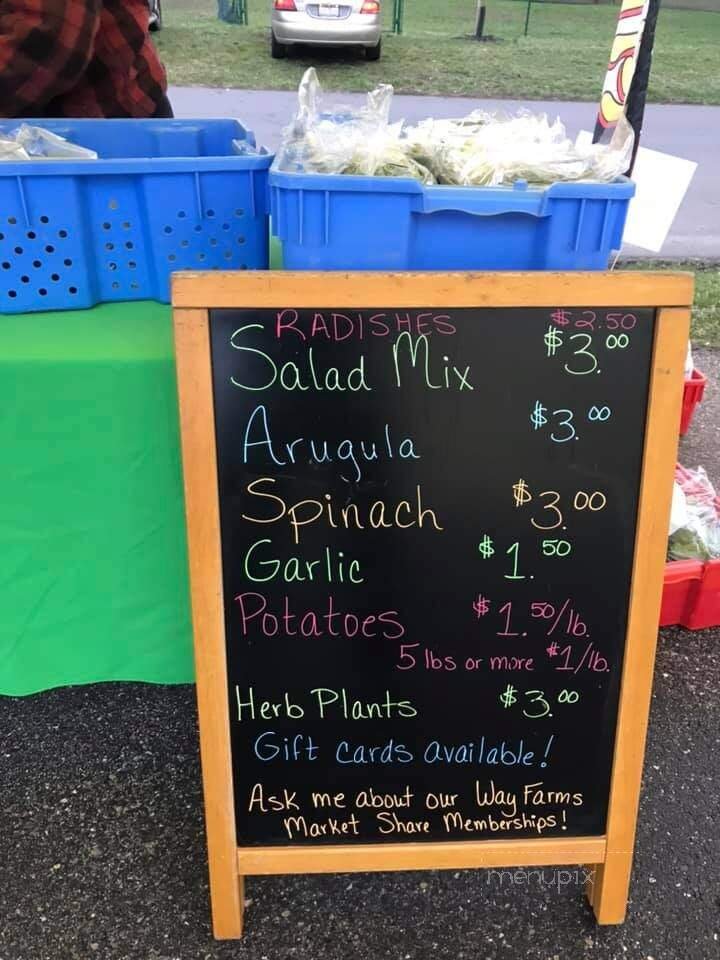 RADISHES $2.50
Salad Mix $3.00
Arugula $3.00
Spinach $3.00
Garlic $1.50
Potatoes $1.50/lb.
5 lbs or more $1/lb.
Herb Plants $3.00
Gift cards available!
Ask me about our Way Farms
Market Share Memberships!
menupix